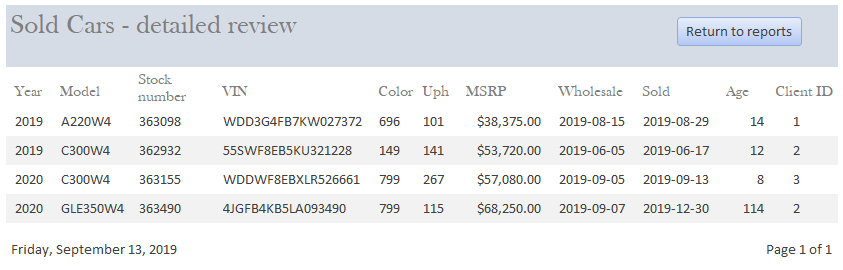 Sold Cars - detailed review
Return to reports
Year Model Stock number VIN Color Uph MSRP Wholesale Sold Age Client ID
2019 A220W4 363098 WDD3G4FB7KW027372 696 101 $38,375.00 2019-08-15 2019-08-29 14 1
2019 C300W4 362932 55SWF8EB5KU321228 149 141 $53,720.00 2019-06-05 2019-06-17 12 2
2020 C300W4 363155 WDDWF8EBXLR526661 799 267 $57,080.00 2019-09-05 2019-09-13 8 3
2020 GLE350W4 363490 4JGFB4KB5LA093490 799 115 $68,250.00 2019-09-07 2019-12-30 114 2
Friday, September 13, 2019 Page 1 of 1